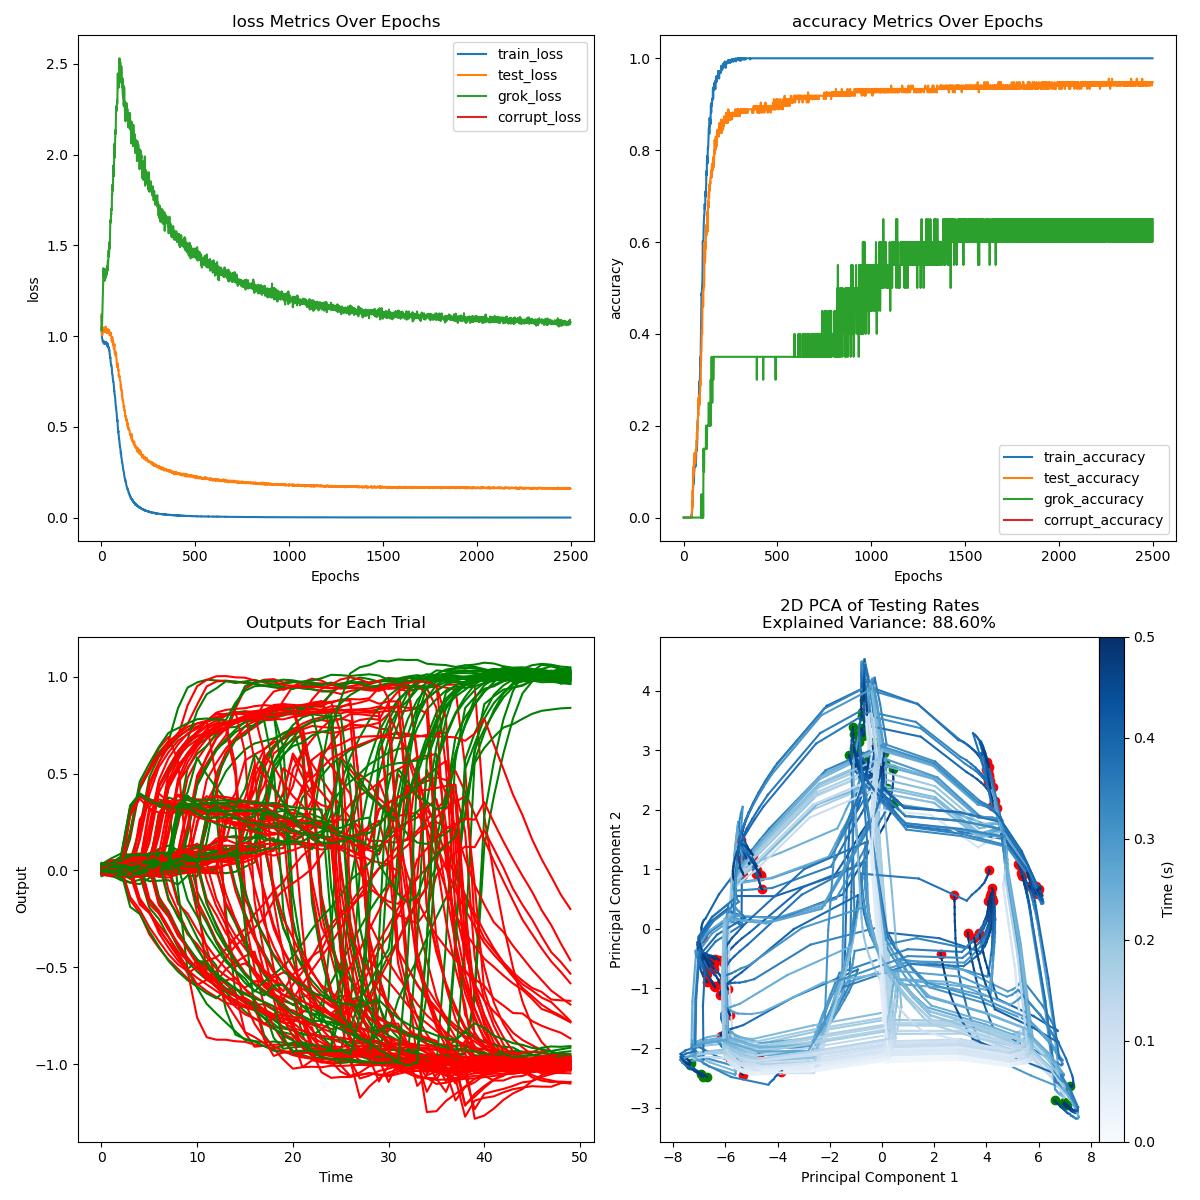 loss Metrics Over Epochs
2.5
2.0
1.5
1.0
0.5
0.0
loss
0
500
1000
1500
2000
2500
Epochs
train_loss
test_loss
grok_loss
corrupt_loss
accuracy Metrics Over Epochs
1.0
0.8
0.6
0.4
0.2
0.0
accuracy
0
500
1000
1500
2000
2500
Epochs
train_accuracy
test_accuracy
grok_accuracy
corrupt_accuracy
Outputs for Each Trial
1.0
0.5
0.0
−0.5
−1.0
Output
0
10
20
30
40
50
Time
2D PCA of Testing Rates
Explained Variance: 88.60%
4
3
2
1
0
−1
−2
−3
Principal Component 2
−8
−6
−4
−2
0
2
4
6
8
Principal Component 1
0.5
0.4
0.3
0.2
0.1
0.0
Time (s)